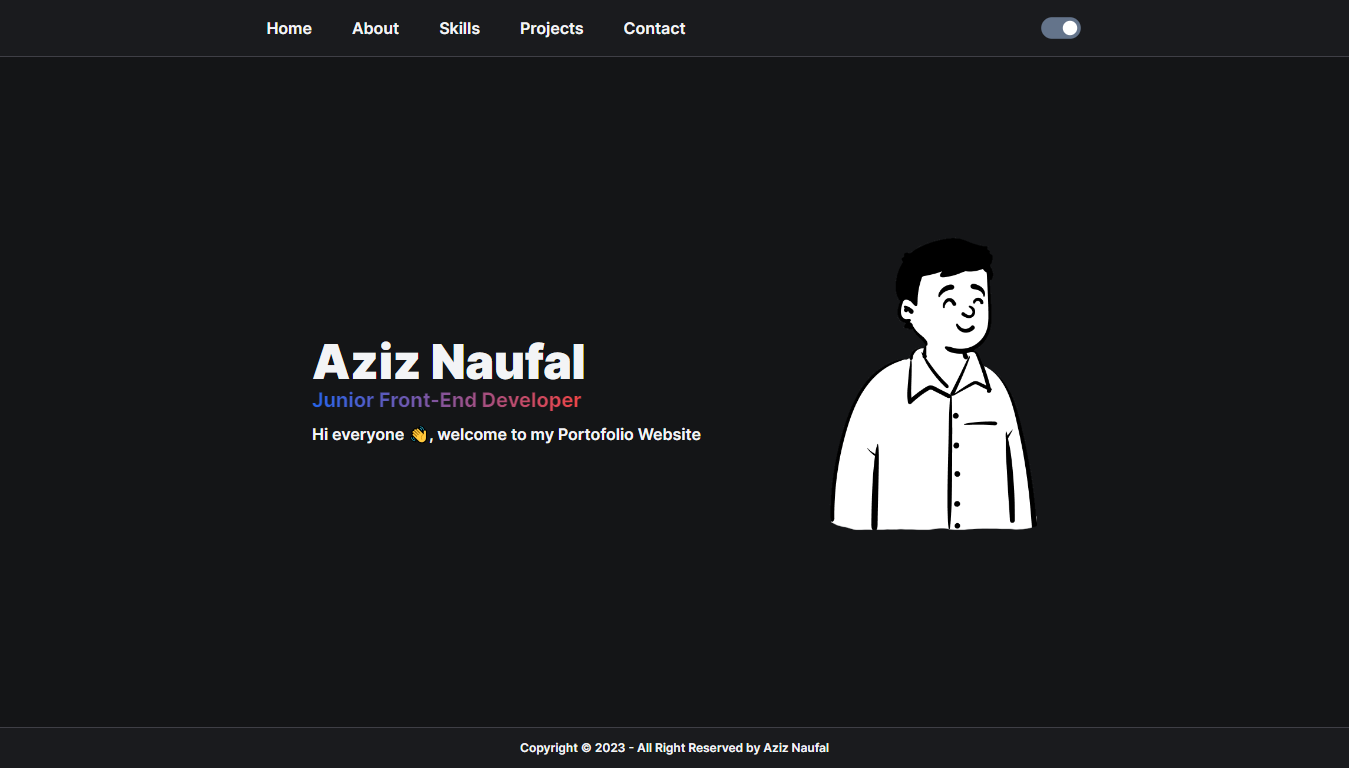 Home About Skills Projects Contact
Aziz Naufal
Junior Front-End Developer
Hi everyone 👋, welcome to my Portofolio Website
Copyright © 2023 - All Right Reserved by Aziz Naufal